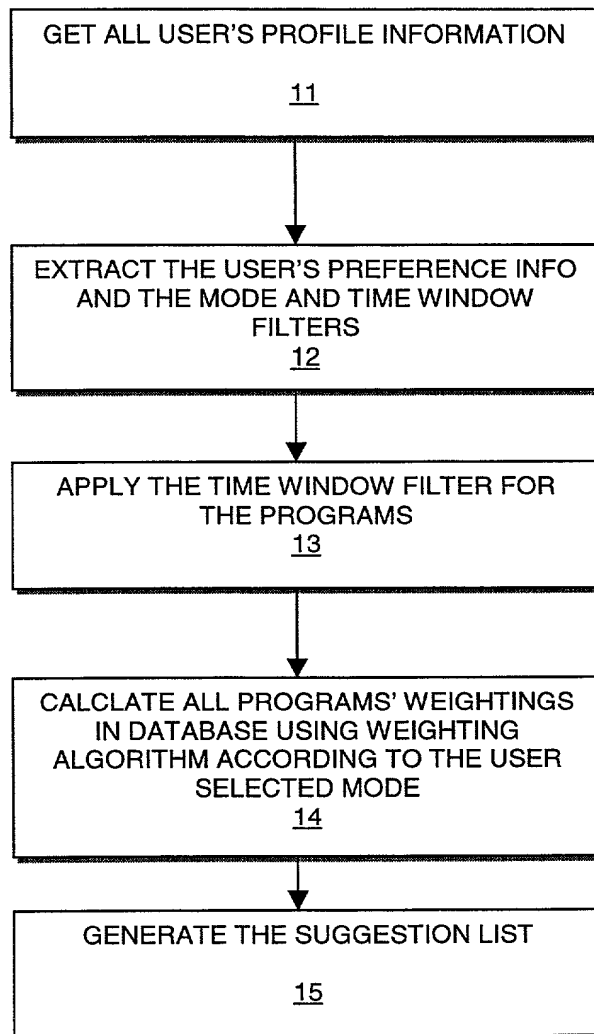 GET ALL USER'S PROFILE INFORMATION
11
EXTRACT THE USER'S PREFERENCE INFO
AND THE MODE AND TIME WINDOW
FILTERS
12
APPLY THE TIME WINDOW FILTER FOR
THE PROGRAMS
13
CALCLATE ALL PROGRAMS' WEIGHTINGS
IN DATABASE USING WEIGHTING
ALGORITHM ACCORDING TO THE USER
SELECTED MODE
14
GENERATE THE SUGGESTION LIST
15